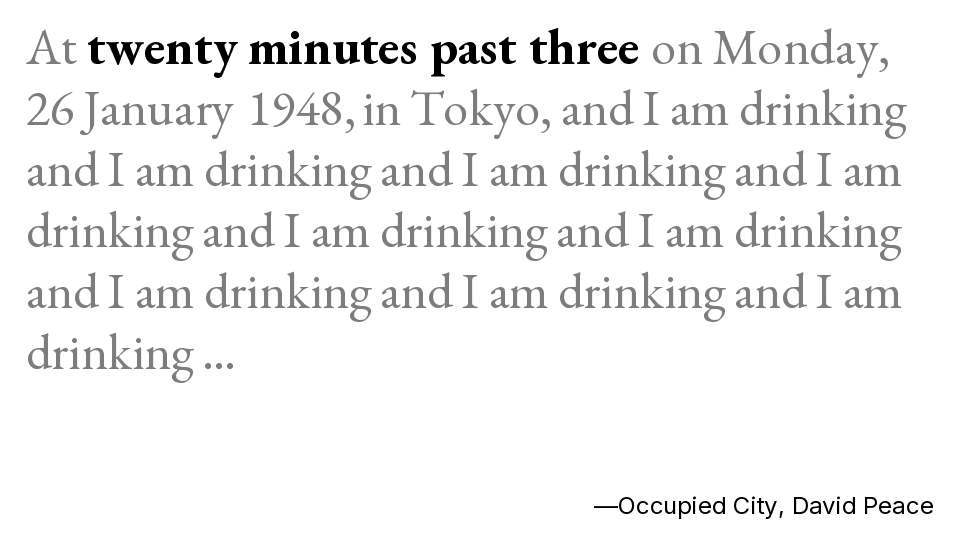 At twenty minutes past three on Monday,
26 January 1948, in Tokyo, and I am drinking
and I am drinking and I am drinking and I am
drinking and I am drinking and I am drinking
and I am drinking and I am drinking and I am
drinking ...
—Occupied City, David Peace